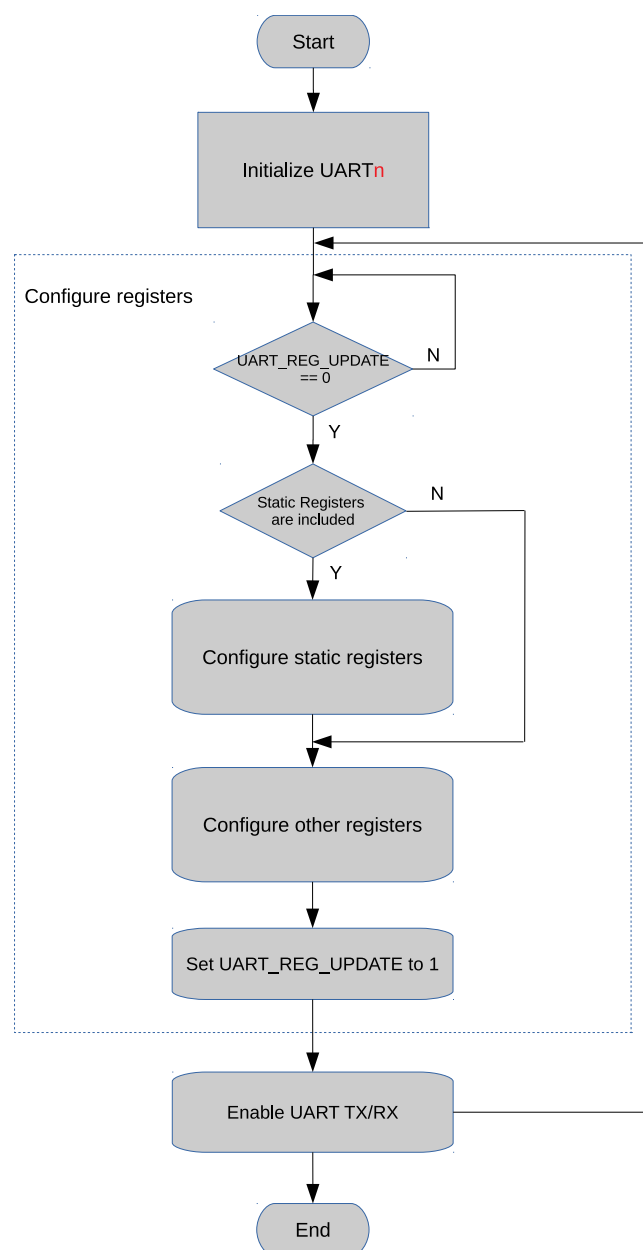 Start
Initialize UARTn
Configure registers
UART_REG_UPDATE
== 0
N
Y
Static Registers
are included
N
Y
Configure static registers
Configure other registers
Set UART_REG_UPDATE to 1
Enable UART TX/RX
End